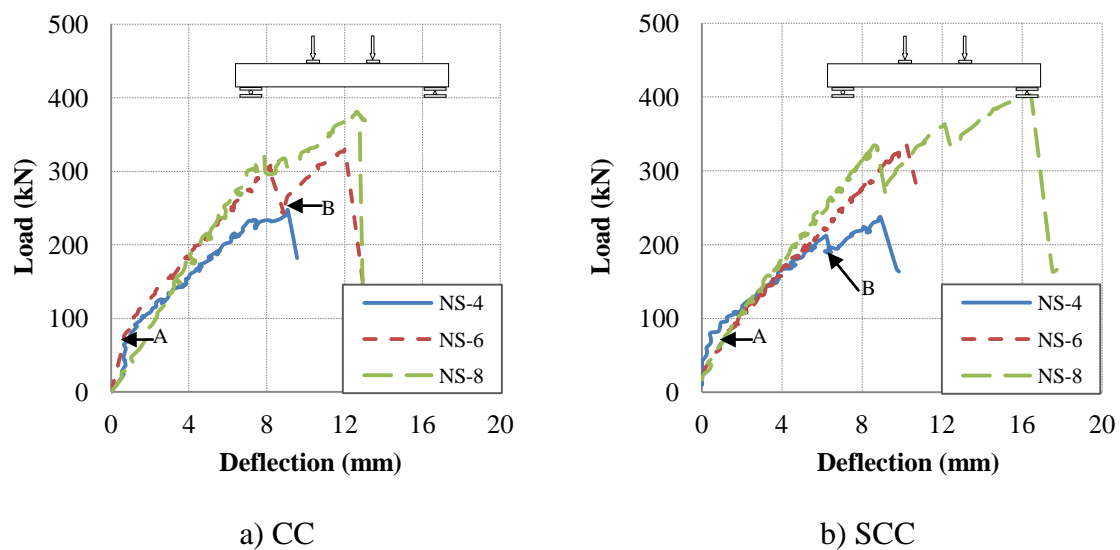 500
400
300
200
100
0
Load (kN)
0 4 8 12 16 20
Deflection (mm)
A
B
NS-4
NS-6
NS-8
a) CC
500
400
300
200
100
0
Load (kN)
0 4 8 12 16 20
Deflection (mm)
A
B
NS-4
NS-6
NS-8
b) SCC